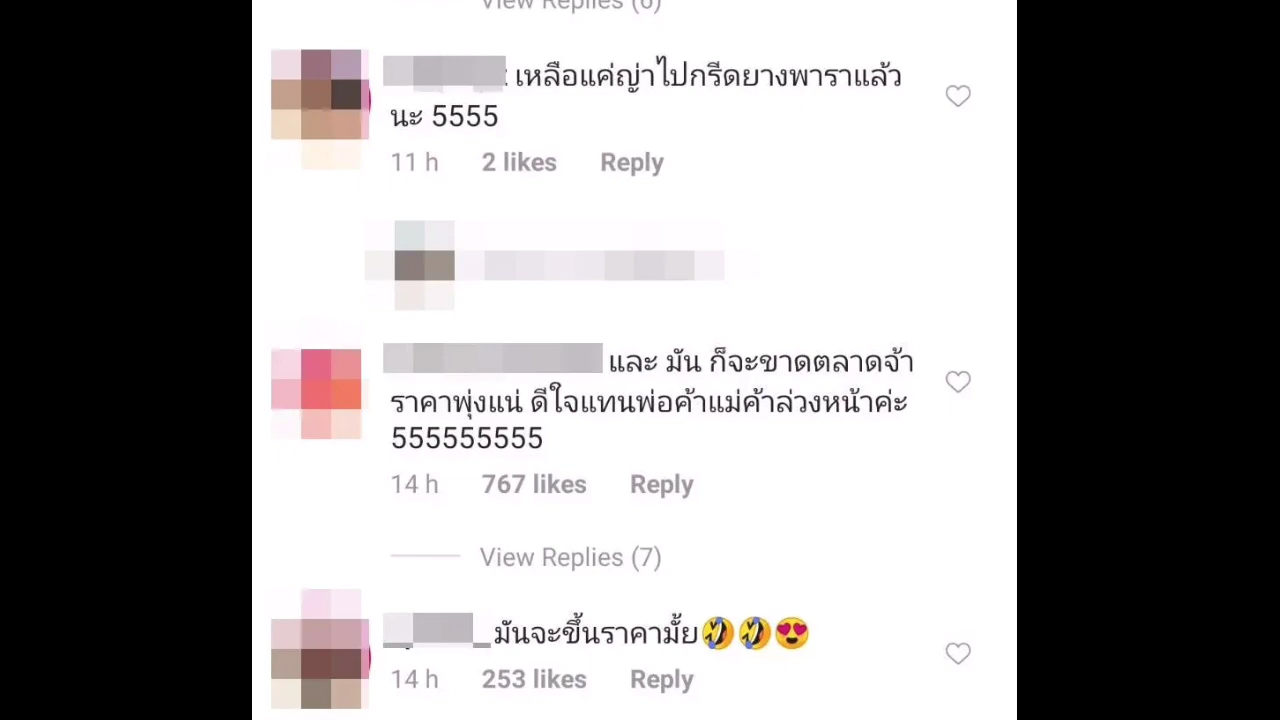 View Replies (6)
เหลือแค่ญ่าไปกรีดยางพาราแล้ว
นะ 5555
11 h 2 likes Reply
และ มัน ก็จะขาดตลาดจ้า
ราคาพุ่งแน่ ดีใจแทนพ่อค้าแม่ค้าล่วงหน้าค่ะ
555555555
14 h 767 likes Reply
View Replies (7)
มันจะขึ้นราคามั้ย🤣🤣😍
14 h 253 likes Reply